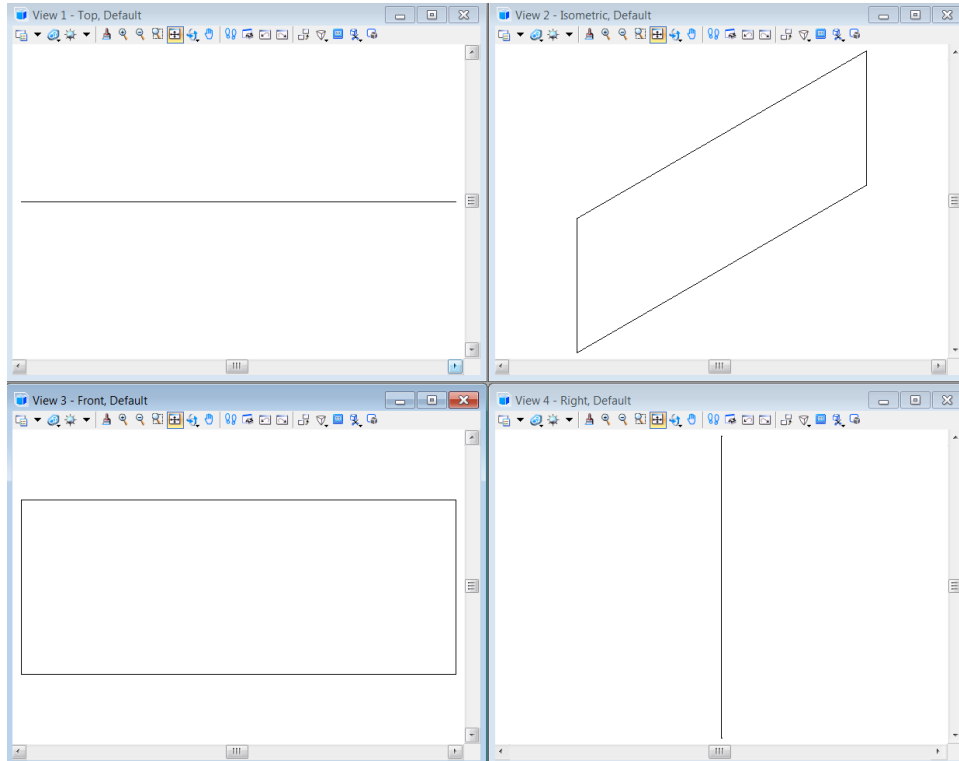 View 1 - Top, Default
View 2 - Isometric, Default
View 3 - Front, Default
View 4 - Right, Default